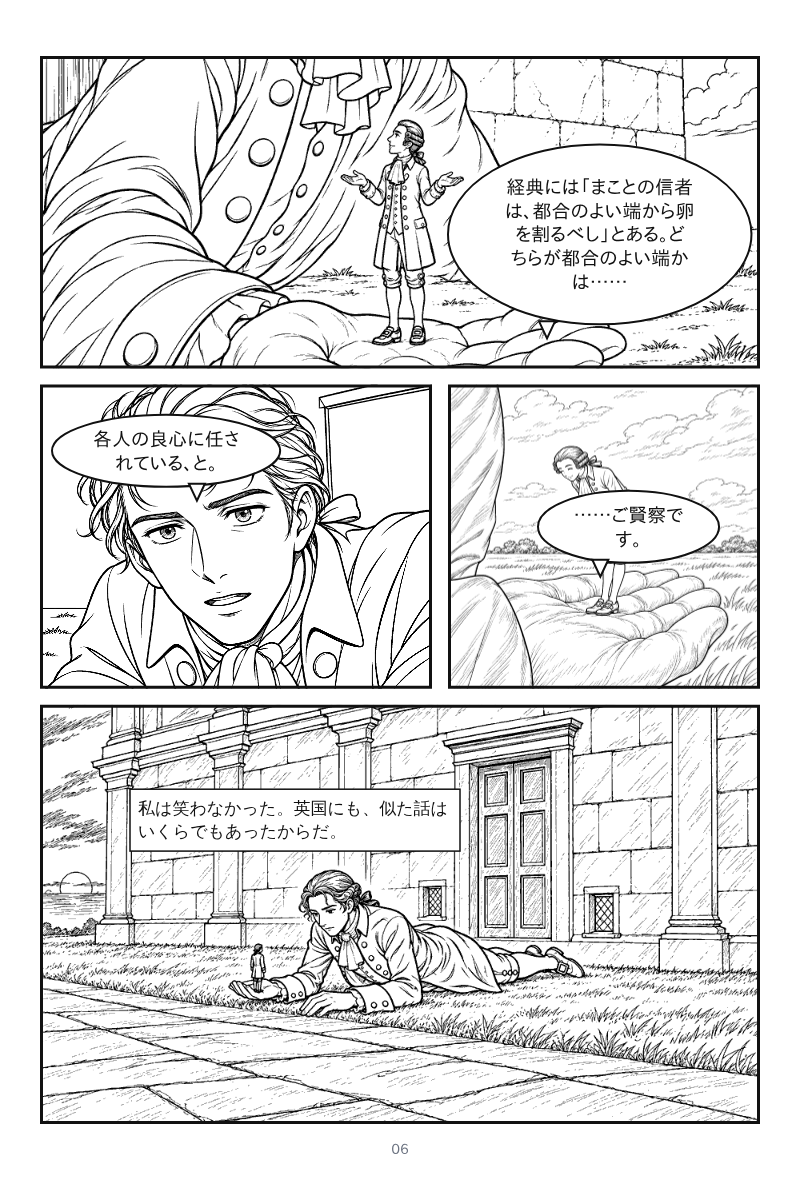 経典には「まことの信者
は、都合のよい端から卵
を割るべし」とある。ど
ちらが都合のよい端か
は……
各人の良心に任さ
れている、と。
……ご賢察で
す。
私は笑わなかった。英国にも、似た話は
いくらでもあったからだ。
06